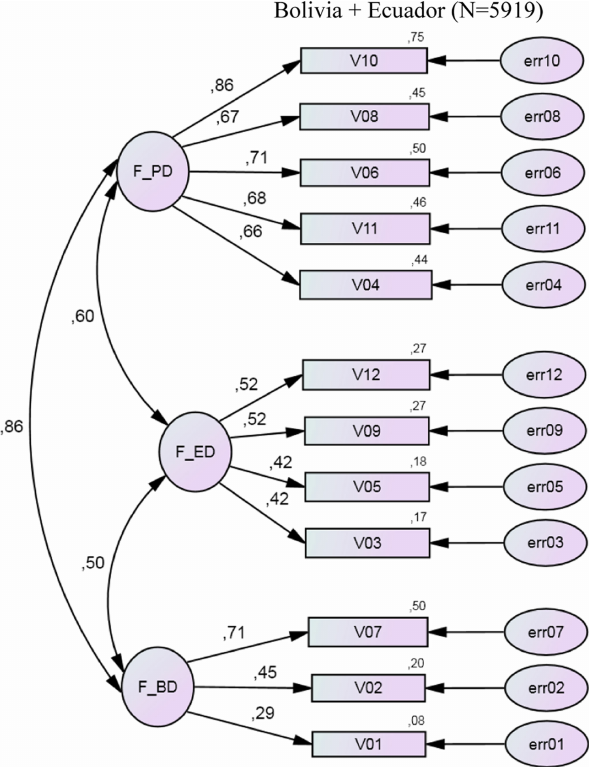 Bolivia + Ecuador (N=5919)
,75
V10
err10
,86
,45
V08
err08
,67
,50
V06
err06
F_PD
,71
,46
V11
err11
,68
,44
V04
err04
,66
,60
,27
V12
err12
,52
,27
V09
err09
,52
F_ED
,18
V05
err05
,42
,17
V03
err03
,42
,86
,50
,50
V07
err07
,71
,20
V02
err02
,45
F_BD
,08
V01
err01
,29